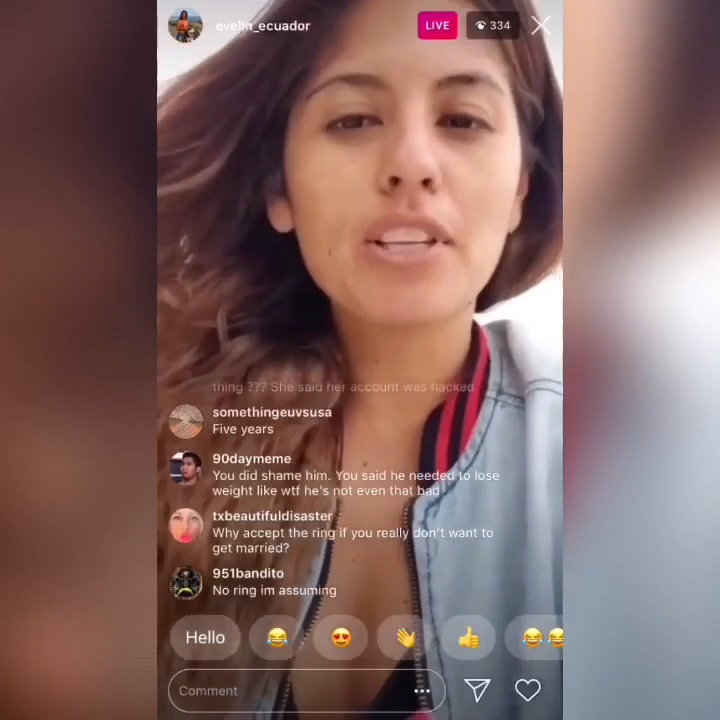 evelin_ecuador
LIVE
334
thing ??? She said her account was hacked
somethingeuvsusa
Five years
90daymeme
You did shame him. You said he needed to lose
weight like wtf he's not even that bad
txbeautifuldisaster
Why accept the ring if you really don't want to
get married?
951bandito
No ring im assuming
Hello
Comment